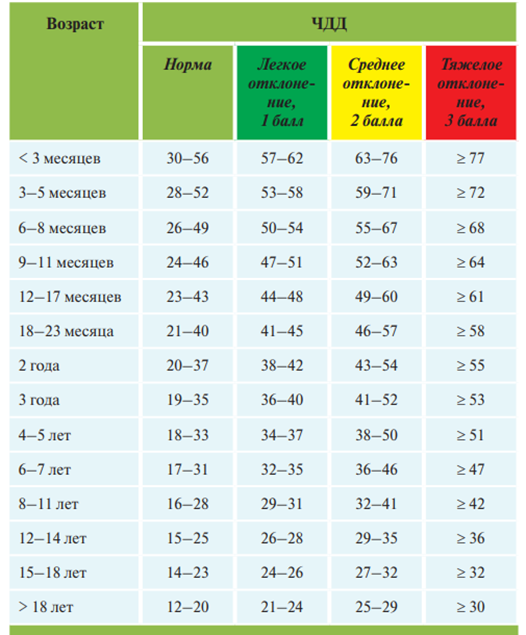 Возраст ЧДД
Норма Легкое Среднее Тяжелое
отклоне- отклоне- отклоне-
ние, ние, ние,
1 балл 2 балла 3 балла
< 3 месяцев 30–56 57–62 63–76 ≥ 77
3–5 месяцев 28–52 53–58 59–71 ≥ 72
6–8 месяцев 26–49 50–54 55–67 ≥ 68
9–11 месяцев 24–46 47–51 52–63 ≥ 64
12–17 месяцев 23–43 44–48 49–60 ≥ 61
18–23 месяца 21–40 41–45 46–57 ≥ 58
2 года 20–37 38–42 43–54 ≥ 55
3 года 19–35 36–40 41–52 ≥ 53
4–5 лет 18–33 34–37 38–50 ≥ 51
6–7 лет 17–31 32–35 36–46 ≥ 47
8–11 лет 16–28 29–31 32–41 ≥ 42
12–14 лет 15–25 26–28 29–35 ≥ 36
15–18 лет 14–23 24–26 27–32 ≥ 32
> 18 лет 12–20 21–24 25–29 ≥ 30